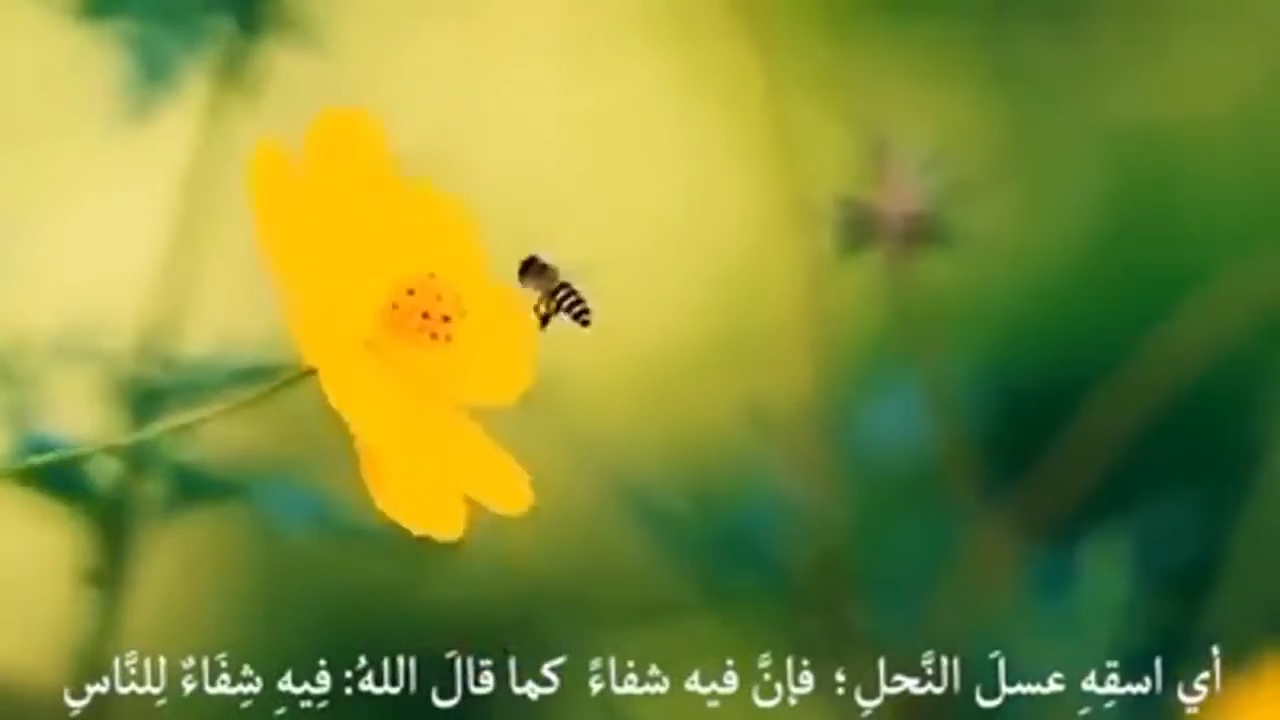 أي اسقِهِ عسلَ النَّحلِ؛ فإنَّ فيه شفاءً كما قالَ اللهُ: فِيهِ شِفَاءٌ لِلنَّاسِ